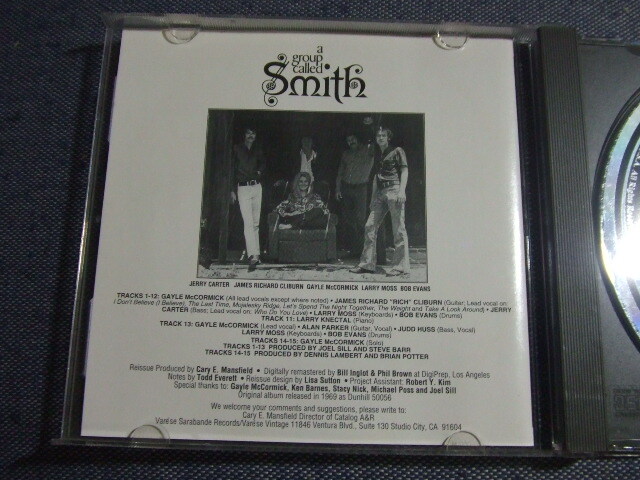 a
group
called
Smith
JERRY CARTER JAMES RICHARD CLIBURN GAYLE McCORMICK LARRY MOSS BOB EVANS
TRACKS 1-12: GAYLE McCORMICK (All lead vocals except where noted) • JAMES RICHARD "RICH" CLIBURN (Guitar; Lead vocal on:
I Don't Believe (I Believe), The Last Time, Mojalesky Ridge, Let's Spend The Night Together, The Weight and Take A Look Around) • JERRY
CARTER (Bass; Lead vocal on: Who Do You Love) • LARRY MOSS (Keyboards) • BOB EVANS (Drums)
TRACK 11: LARRY KNECTAL (Piano)
TRACK 13: GAYLE McCORMICK (Lead vocal) • ALAN PARKER (Guitar, Vocal) • JUDD HUSS (Bass, Vocal)
LARRY MOSS (Keyboards) • BOB EVANS (Drums)
TRACKS 14-15: GAYLE McCORMICK (Solo)
TRACKS 1-13 PRODUCED BY JOEL SILL AND STEVE BARR
TRACKS 14-15 PRODUCED BY DENNIS LAMBERT AND BRIAN POTTER
Reissue Produced by Cary E. Mansfield • Digitally remastered by Bill Inglot & Phil Brown at DigiPrep, Los Angeles
Notes by Todd Everett • Reissue design by Lisa Sutton • Project Assistant: Robert Y. Kim
Special thanks to: Gayle McCormick, Ken Barnes, Stacy Nick, Michael Poss and Joel Sill
Original album released in 1969 as Dunhill 50056
We welcome your comments and suggestions, please write to:
Cary E. Mansfield Director of Catalog A&R
Varèse Sarabande Records/Varèse Vintage 11846 Ventura Blvd., Suite 130 Studio City, CA 91604